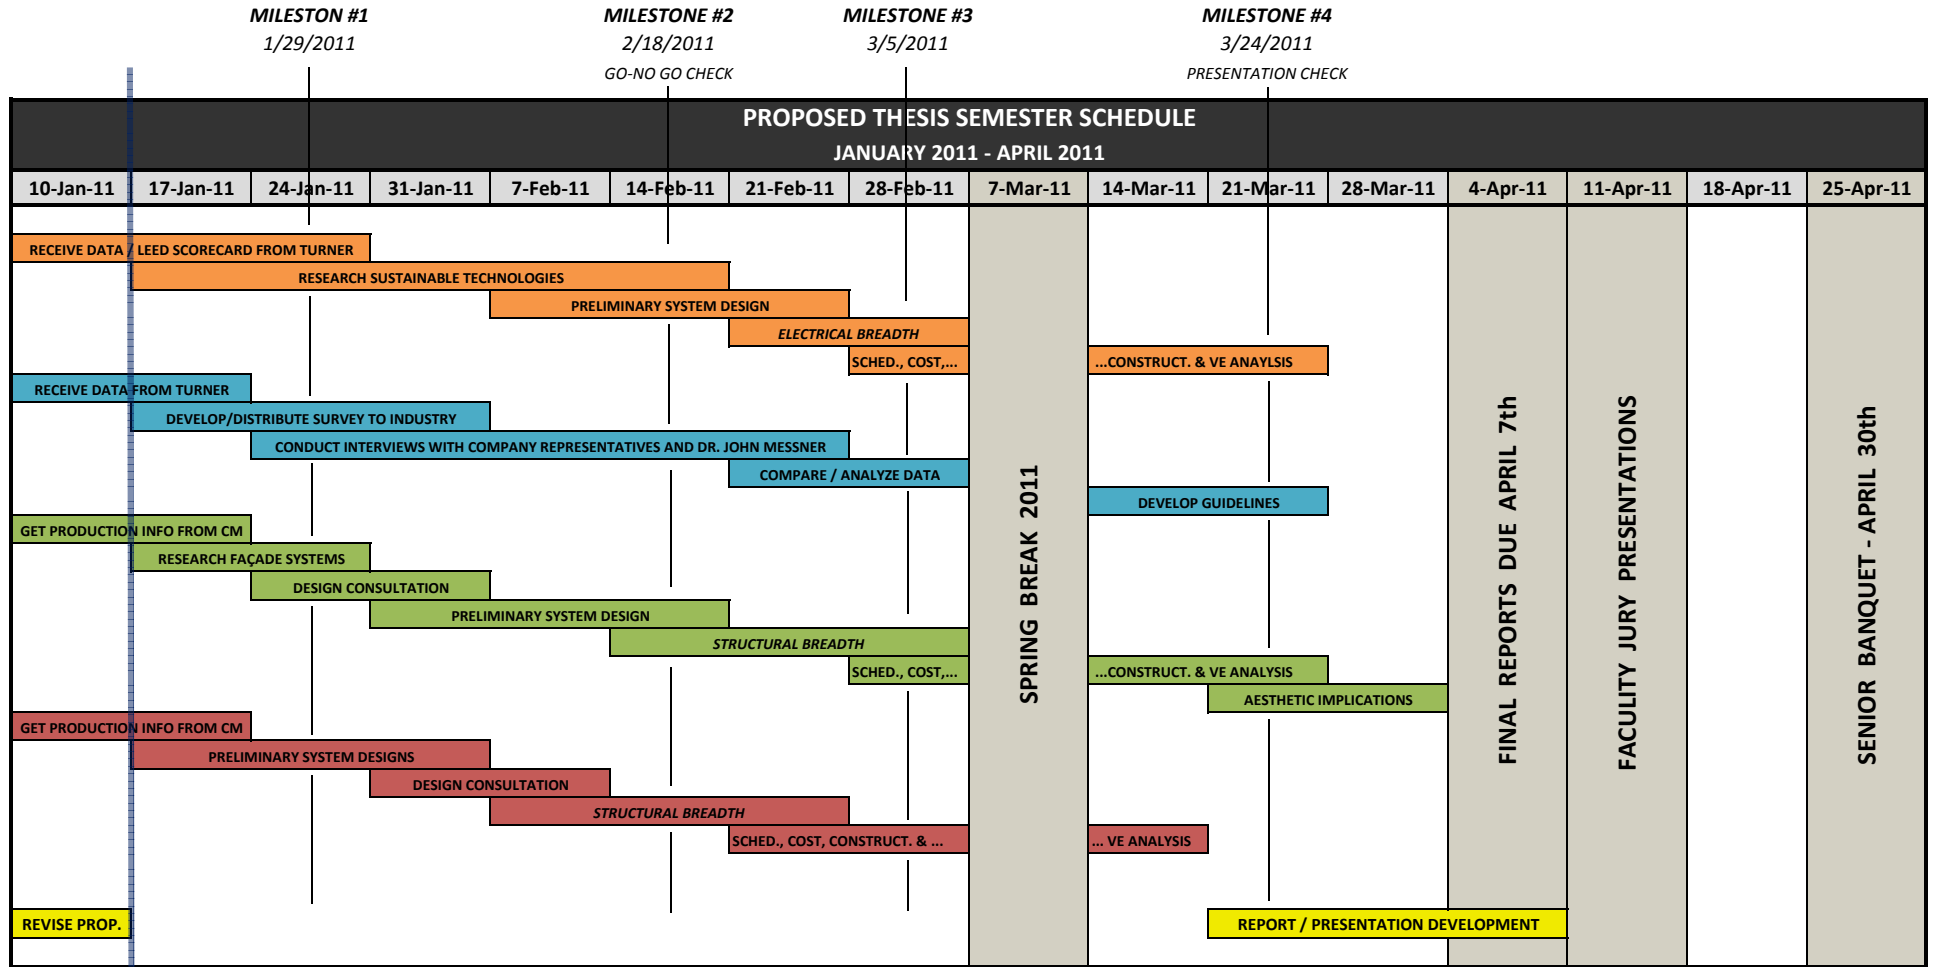 MILESTON #1
MILESTONE #2
MILESTONE #3
MILESTONE #4
1/29/2011
2/18/2011
3/5/2011
3/24/2011
GO-NO GO CHECK
PRESENTATION CHECK
PROPOSED THESIS SEMESTER SCHEDULE
JANUARY 2011 - APRIL 2011
10-Jan-11
17-Jan-11
24-Jan-11
31-Jan-11
7-Feb-11
14-Feb-11
21-Feb-11
28-Feb-11
7-Mar-11
14-Mar-11
21-Mar-11
28-Mar-11
4-Apr-11
11-Apr-11
18-Apr-11
25-Apr-11
RECEIVE DATA / LEED SCORECARD FROM TURNER
RESEARCH SUSTAINABLE TECHNOLOGIES
PRELIMINARY SYSTEM DESIGN
ELECTRICAL BREADTH
SCHED., COST,...
...CONSTRUCT. & VE ANAYLSIS
RECEIVE DATA FROM TURNER
DEVELOP/DISTRIBUTE SURVEY TO INDUSTRY
CONDUCT INTERVIEWS WITH COMPANY REPRESENTATIVES AND DR. JOHN MESSNER
COMPARE / ANALYZE DATA
DEVELOP GUIDELINES
GET PRODUCTION INFO FROM CM
RESEARCH FAÇADE SYSTEMS
DESIGN CONSULTATION
PRELIMINARY SYSTEM DESIGN
STRUCTURAL BREADTH
SCHED., COST,...
...CONSTRUCT. & VE ANALYSIS
AESTHETIC IMPLICATIONS
GET PRODUCTION INFO FROM CM
PRELIMINARY SYSTEM DESIGNS
DESIGN CONSULTATION
STRUCTURAL BREADTH
SCHED., COST, CONSTRUCT. & ...
... VE ANALYSIS
REVISE PROP.
REPORT / PRESENTATION DEVELOPMENT
SPRING BREAK 2011
FINAL REPORTS DUE APRIL 7th
FACULITY JURY PRESENTATIONS
SENIOR BANQUET - APRIL 30th